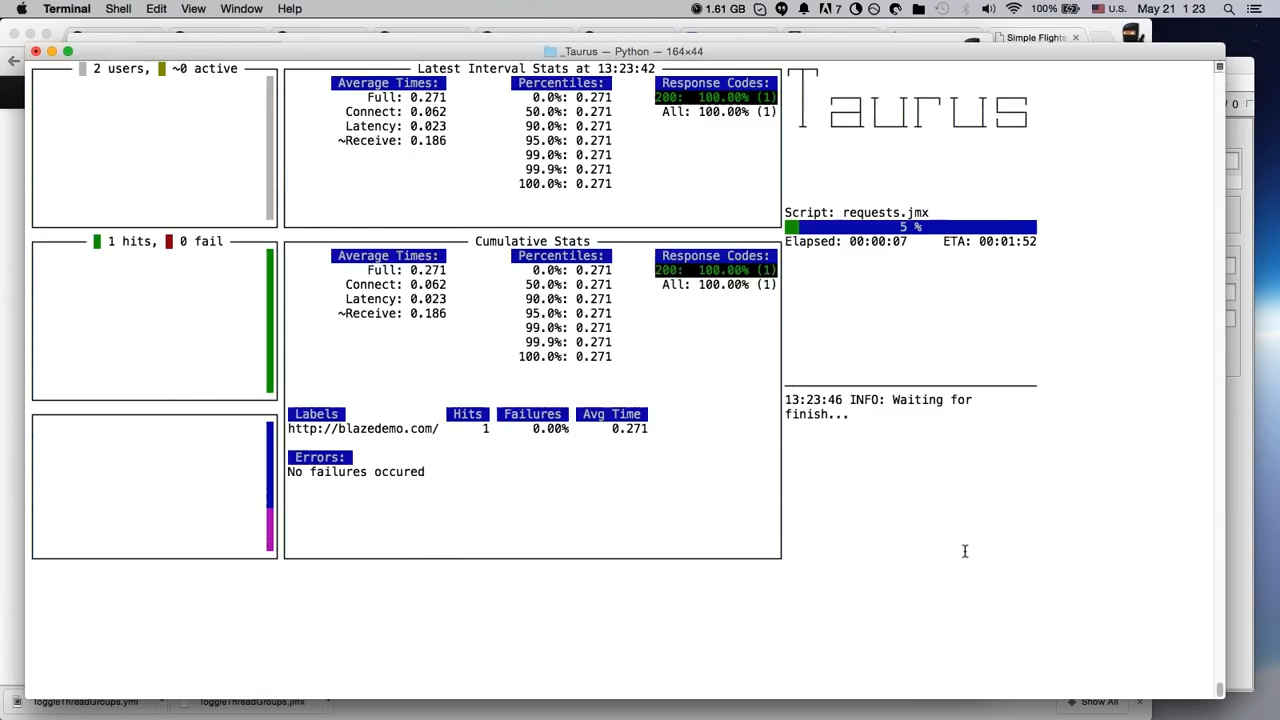 Terminal Shell Edit View Window Help
1.61 GB 7 100% U.S. May 21 1 23
Simple Flights
_Taurus — Python — 164×44
2 users, ~0 active
Latest Interval Stats at 13:23:42
Average Times: Percentiles: Response Codes:
Full: 0.271 0.0%: 0.271 200: 100.00% (1)
Connect: 0.062 50.0%: 0.271 All: 100.00% (1)
Latency: 0.023 90.0%: 0.271
~Receive: 0.186 95.0%: 0.271
99.0%: 0.271
99.9%: 0.271
100.0%: 0.271
Taurus
Script: requests.jmx
5 %
Elapsed: 00:00:07 ETA: 00:01:52
1 hits, 0 fail
Cumulative Stats
Average Times: Percentiles: Response Codes:
Full: 0.271 0.0%: 0.271 200: 100.00% (1)
Connect: 0.062 50.0%: 0.271 All: 100.00% (1)
Latency: 0.023 90.0%: 0.271
~Receive: 0.186 95.0%: 0.271
99.0%: 0.271
99.9%: 0.271
100.0%: 0.271
Labels Hits Failures Avg Time
http://blazedemo.com/ 1 0.00% 0.271
Errors:
No failures occured
13:23:46 INFO: Waiting for
finish...
/ 0
ToggleThreadGroups.yml ToggleThreadGroups.jmx Show All